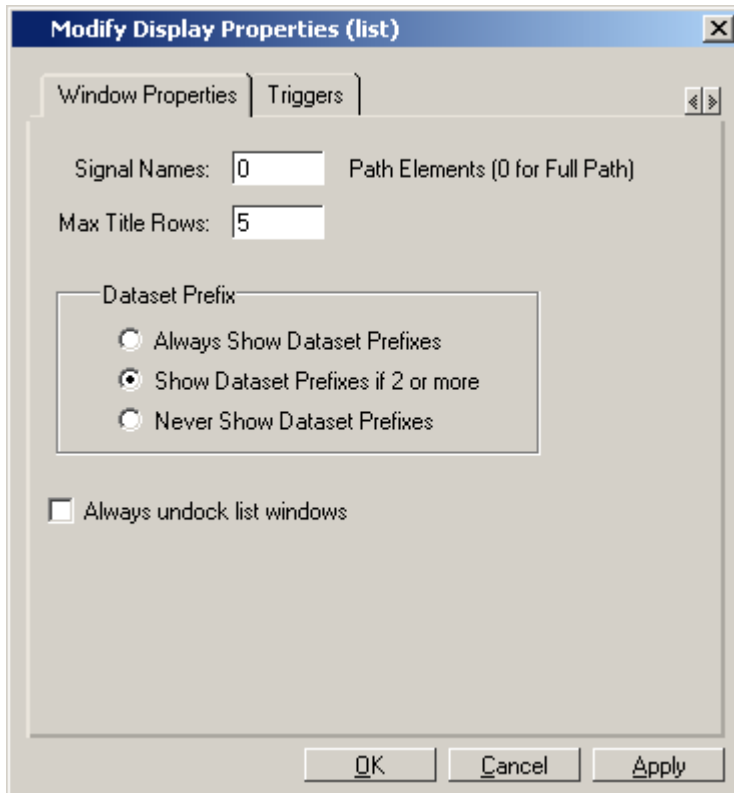 Modify Display Properties (list)
Window Properties Triggers
Signal Names: 0 Path Elements (0 for Full Path)
Max Title Rows: 5
Dataset Prefix
Always Show Dataset Prefixes
Show Dataset Prefixes if 2 or more
Never Show Dataset Prefixes
Always undock list windows
OK Cancel Apply